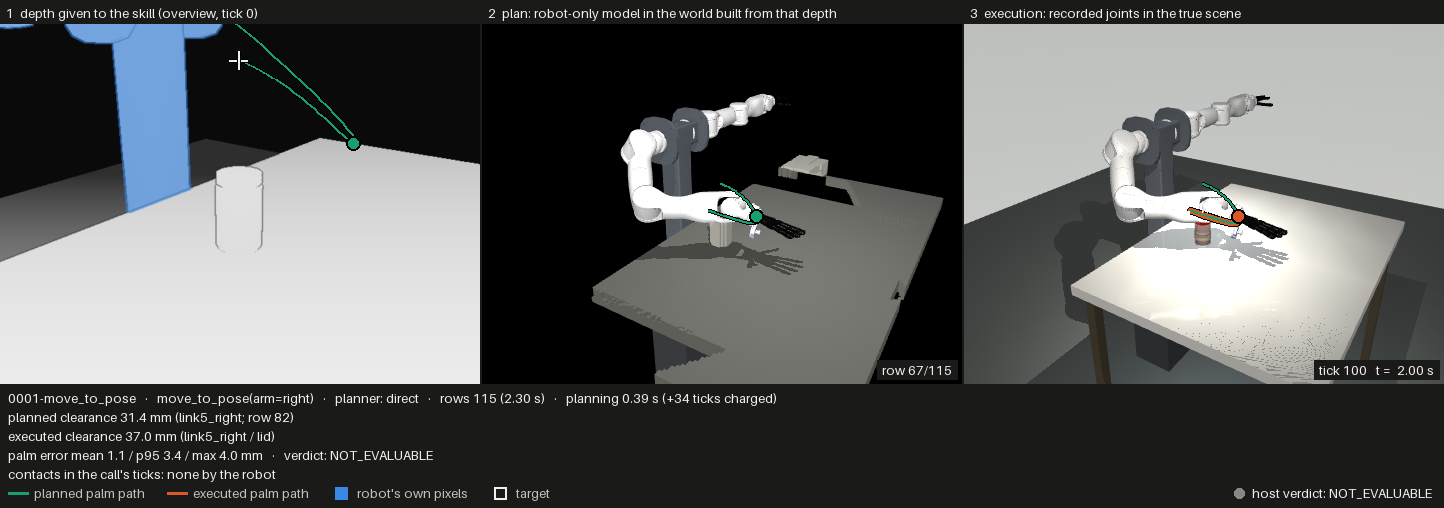 1 depth given to the skill (overview, tick 0)
2 plan: robot-only model in the world built from that depth
3 execution: recorded joints in the true scene
row 67/115
tick 100 t = 2.00 s
0001-move_to_pose · move_to_pose(arm=right) · planner: direct · rows 115 (2.30 s) · planning 0.39 s (+34 ticks charged)
planned clearance 31.4 mm (link5_right; row 82)
executed clearance 37.0 mm (link5_right / lid)
palm error mean 1.1 / p95 3.4 / max 4.0 mm · verdict: NOT_EVALUABLE
contacts in the call's ticks: none by the robot
planned palm path executed palm path robot's own pixels target host verdict: NOT_EVALUABLE